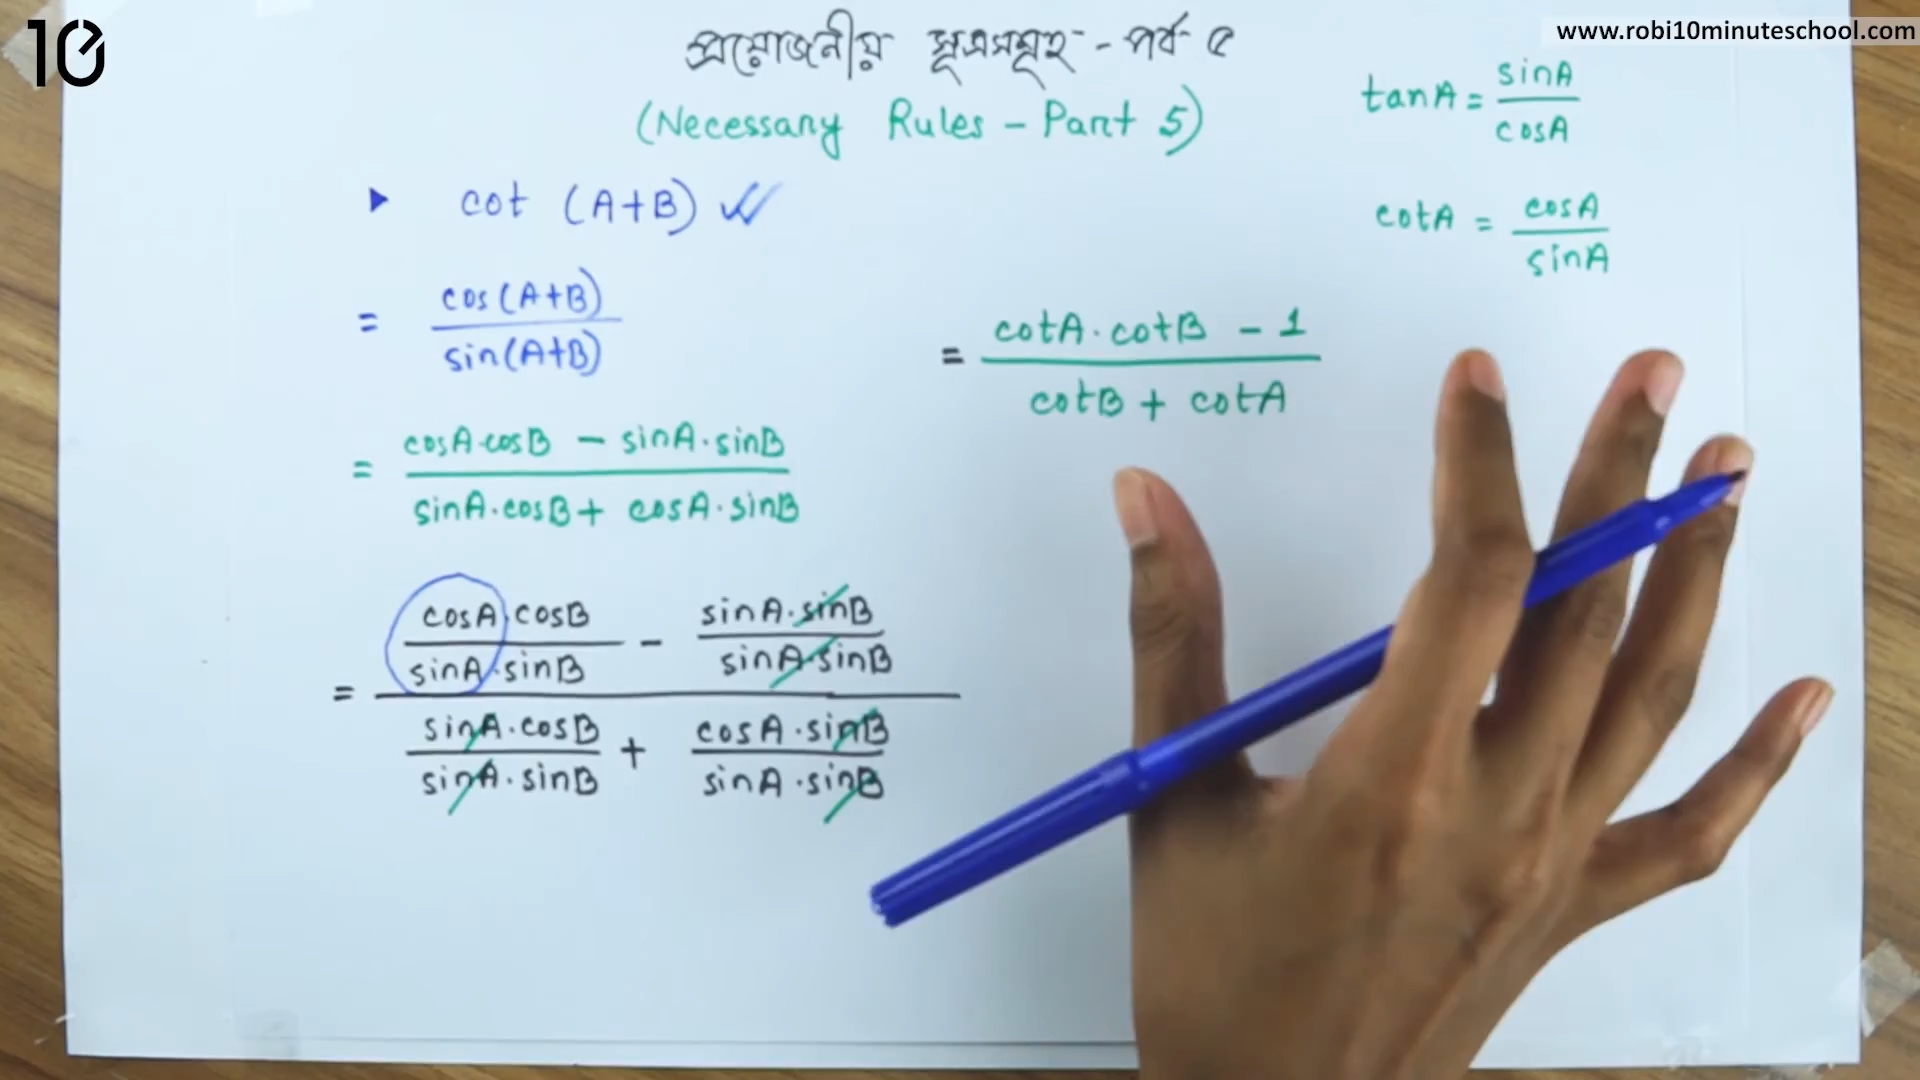 10
www.robi10minuteschool.com
প্রয়োজনীয় সূত্রসমূহ - পর্ব ৫
(Necessary Rules - Part 5)
tanA = sinA / cosA
cotA = cosA / sinA
▶ cot (A+B) ✓✓
= cos(A+B) / sin(A+B)
= cosA·cosB - sinA·sinB / sinA·cosB + cosA·sinB
= cosA·cosB / sinA·sinB - sinA·sinB / sinA·sinB
sinA·cosB / sinA·sinB + cosA·sinB / sinA·sinB
= cotA·cotB - 1 / cotB + cotA